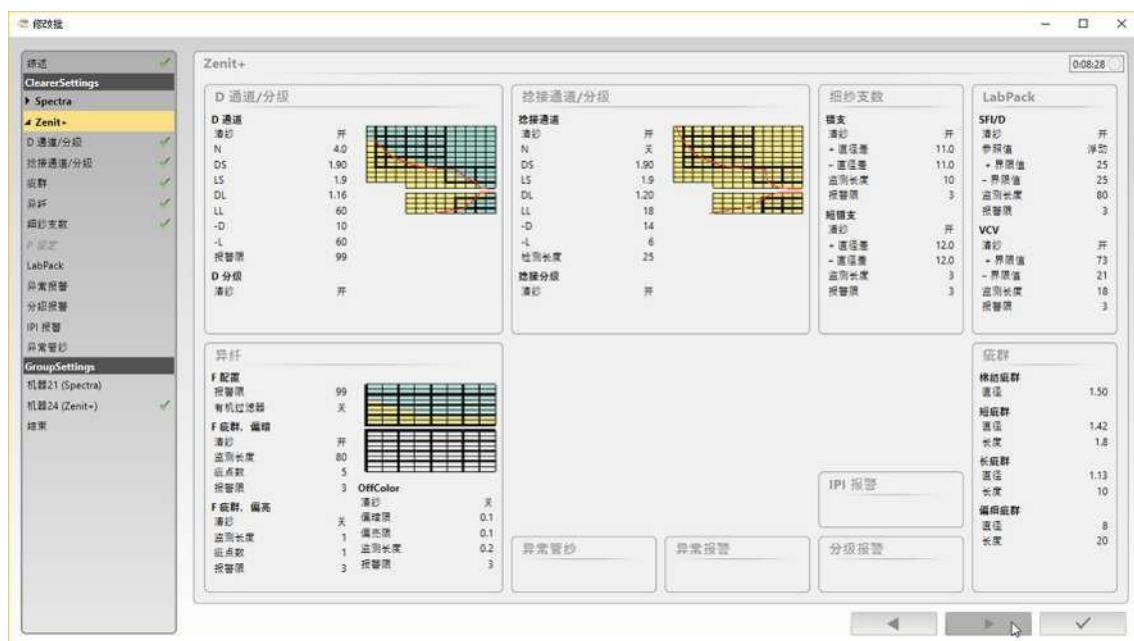 修改批
综述
ClearerSettings
Spectra
Zenit+
D 通道/分级
捻接通道/分级
疵群
异纤
细纱支数
P 设定
LabPack
异常报警
分级报警
IPI 报警
异常管纱
GroupSettings
机器21 (Spectra)
机器24 (Zenit+)
结束
Zenit+
0:08:28
D 通道/分级
D 通道
清纱 开
N 4.0
DS 1.90
LS 1.9
DL 1.16
LL 60
-D 10
-L 60
报警限 99
D 分级
清纱 开
捻接通道/分级
捻接通道
清纱 开
N 关
DS 1.90
LS 1.9
DL 1.20
LL 18
-D 14
-L 6
检测长度 25
捻接分级
清纱 开
细纱支数
错支
清纱 开
+ 直径差 11.0
- 直径差 11.0
监测长度 10
报警限 3
短错支
清纱 开
+ 直径差 12.0
- 直径差 12.0
监测长度 3
报警限 3
LabPack
SFI/D
清纱 开
参照值 浮动
+ 界限值 25
- 界限值 25
监测长度 80
报警限 3
VCV
清纱 开
+ 界限值 73
- 界限值 21
监测长度 18
报警限 3
异纤
F 配置
报警限 99
有机过滤器 关
F 疵群, 偏暗
清纱 开
监测长度 80
疵点数 5
报警限 3
F 疵群, 偏亮
清纱 关
监测长度 1
疵点数 1
报警限 3
OffColor
清纱 关
偏暗限 0.1
偏亮限 0.1
监测长度 0.2
报警限 3
异常管纱
异常报警
IPI 报警
分级报警
疵群
棉结疵群
直径 1.50
短疵群
直径 1.42
长度 1.8
长疵群
直径 1.13
长度 10
偏细疵群
直径 8
长度 20